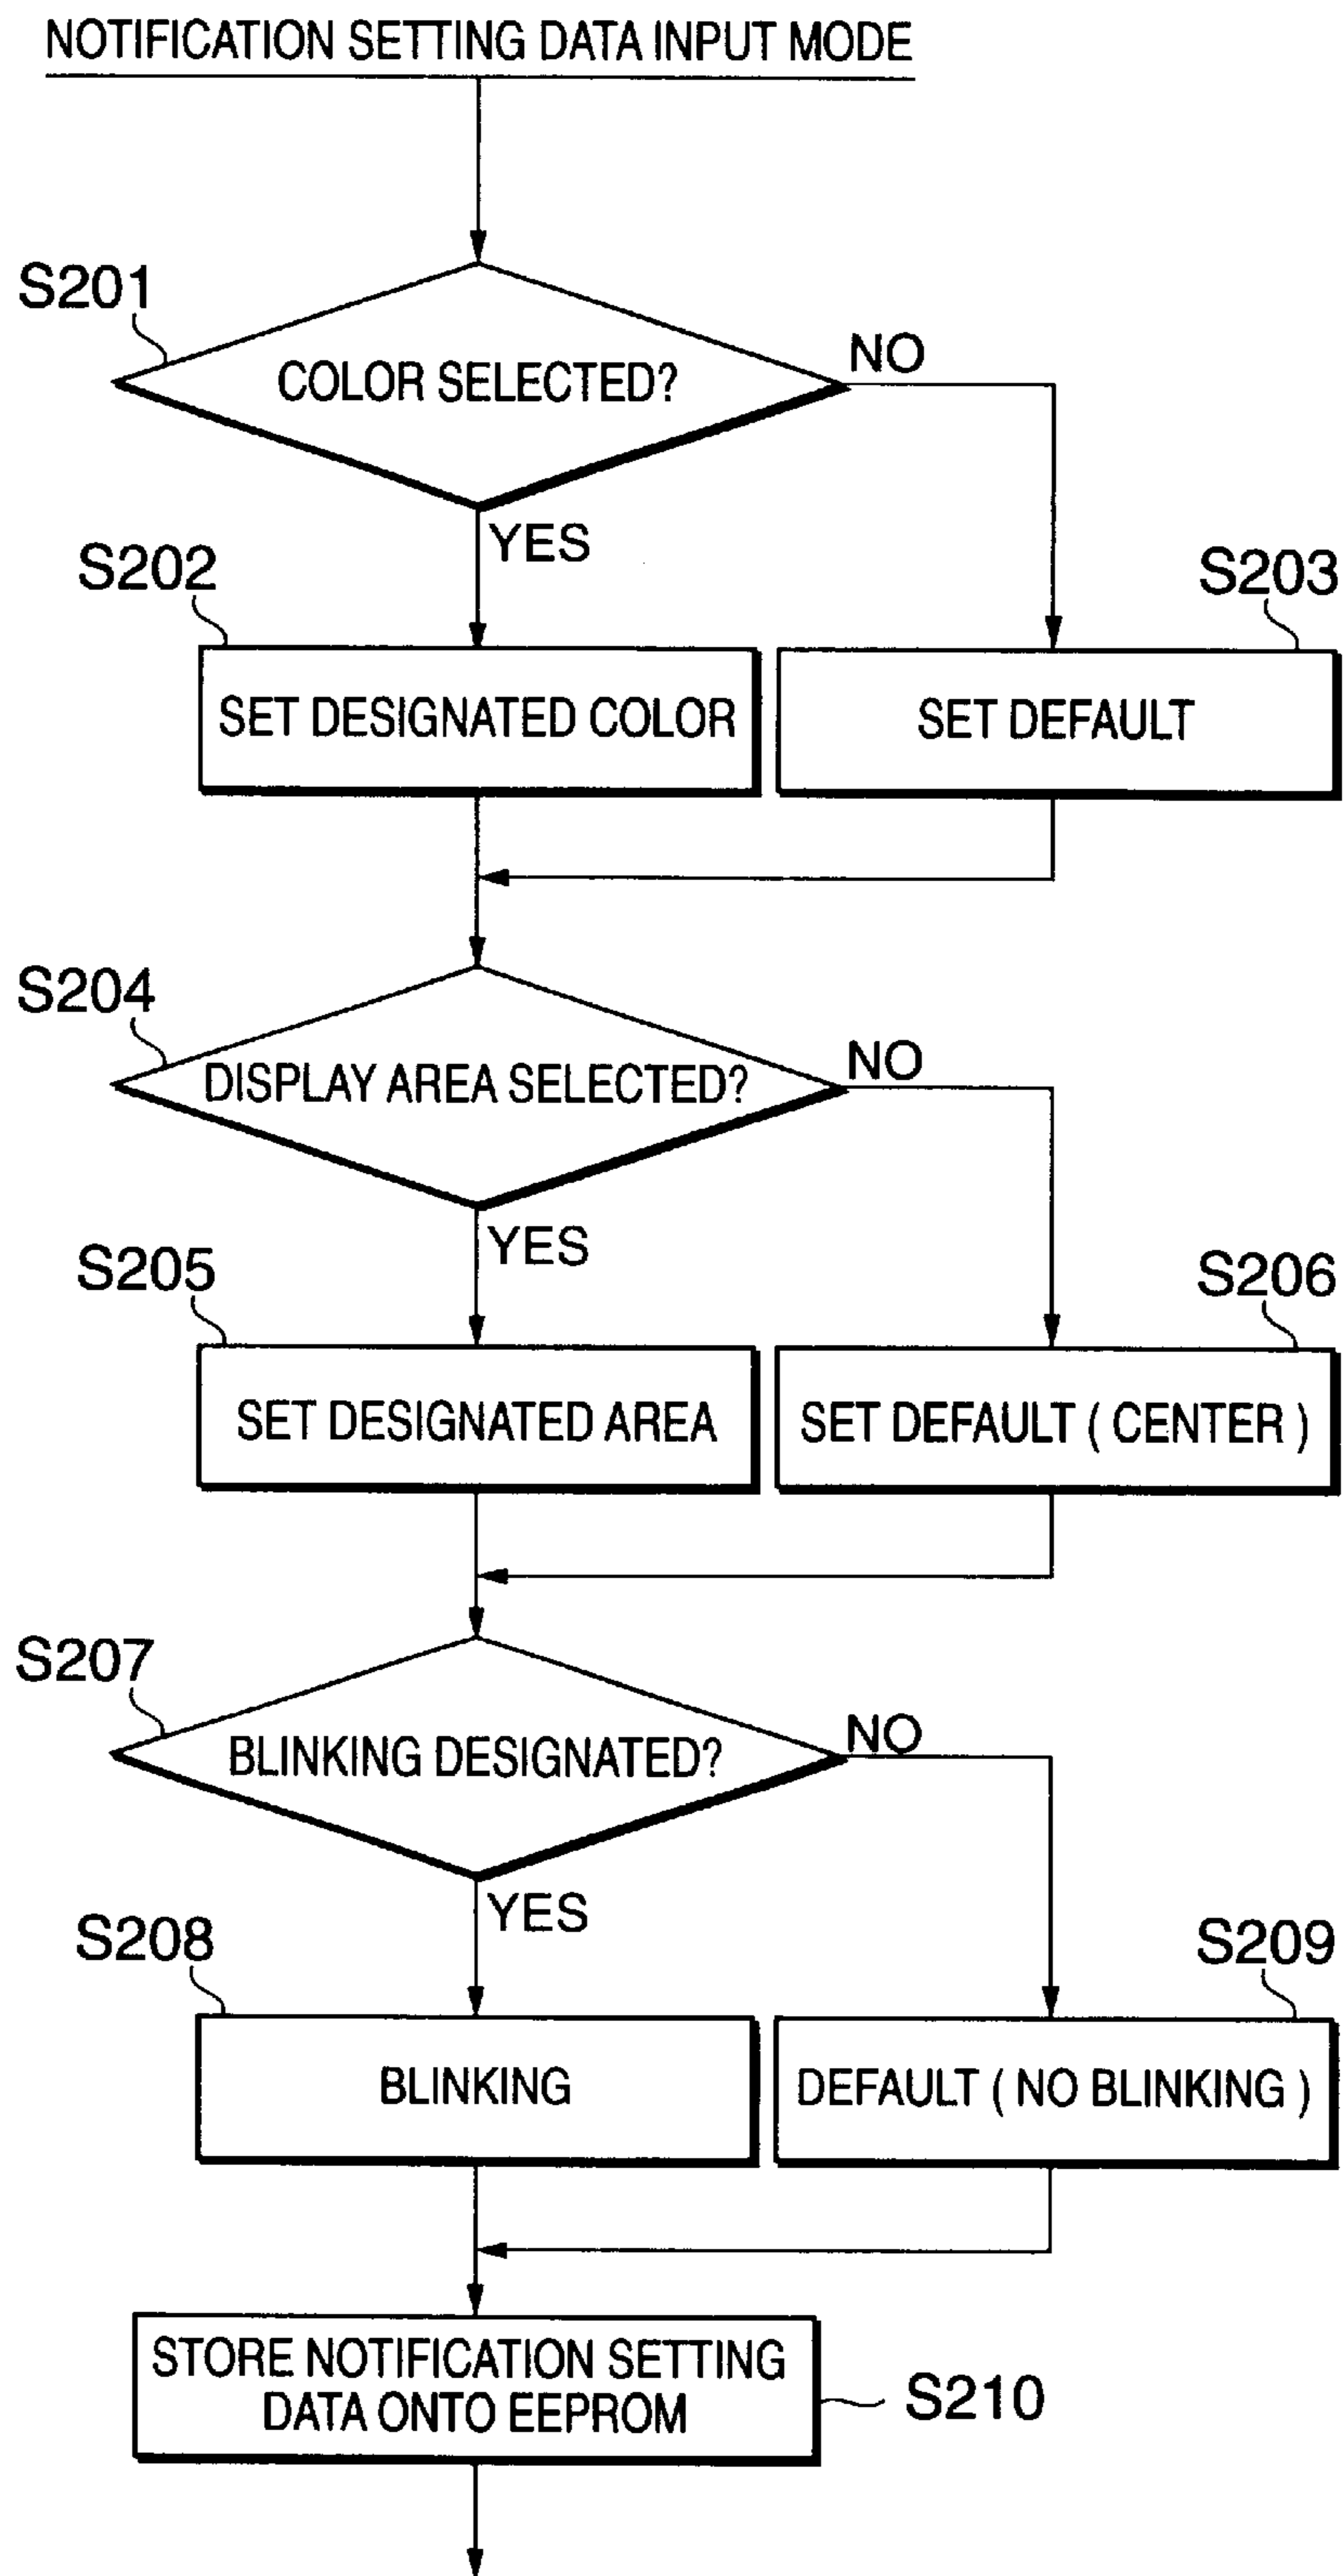 NOTIFICATION SETTING DATA INPUT MODE
S201
COLOR SELECTED?
NO
YES
S202
S203
SET DESIGNATED COLOR
SET DEFAULT
S204
DISPLAY AREA SELECTED?
NO
YES
S205
S206
SET DESIGNATED AREA
SET DEFAULT ( CENTER )
S207
BLINKING DESIGNATED?
NO
YES
S208
S209
BLINKING
DEFAULT ( NO BLINKING )
STORE NOTIFICATION SETTING
DATA ONTO EEPROM
S210